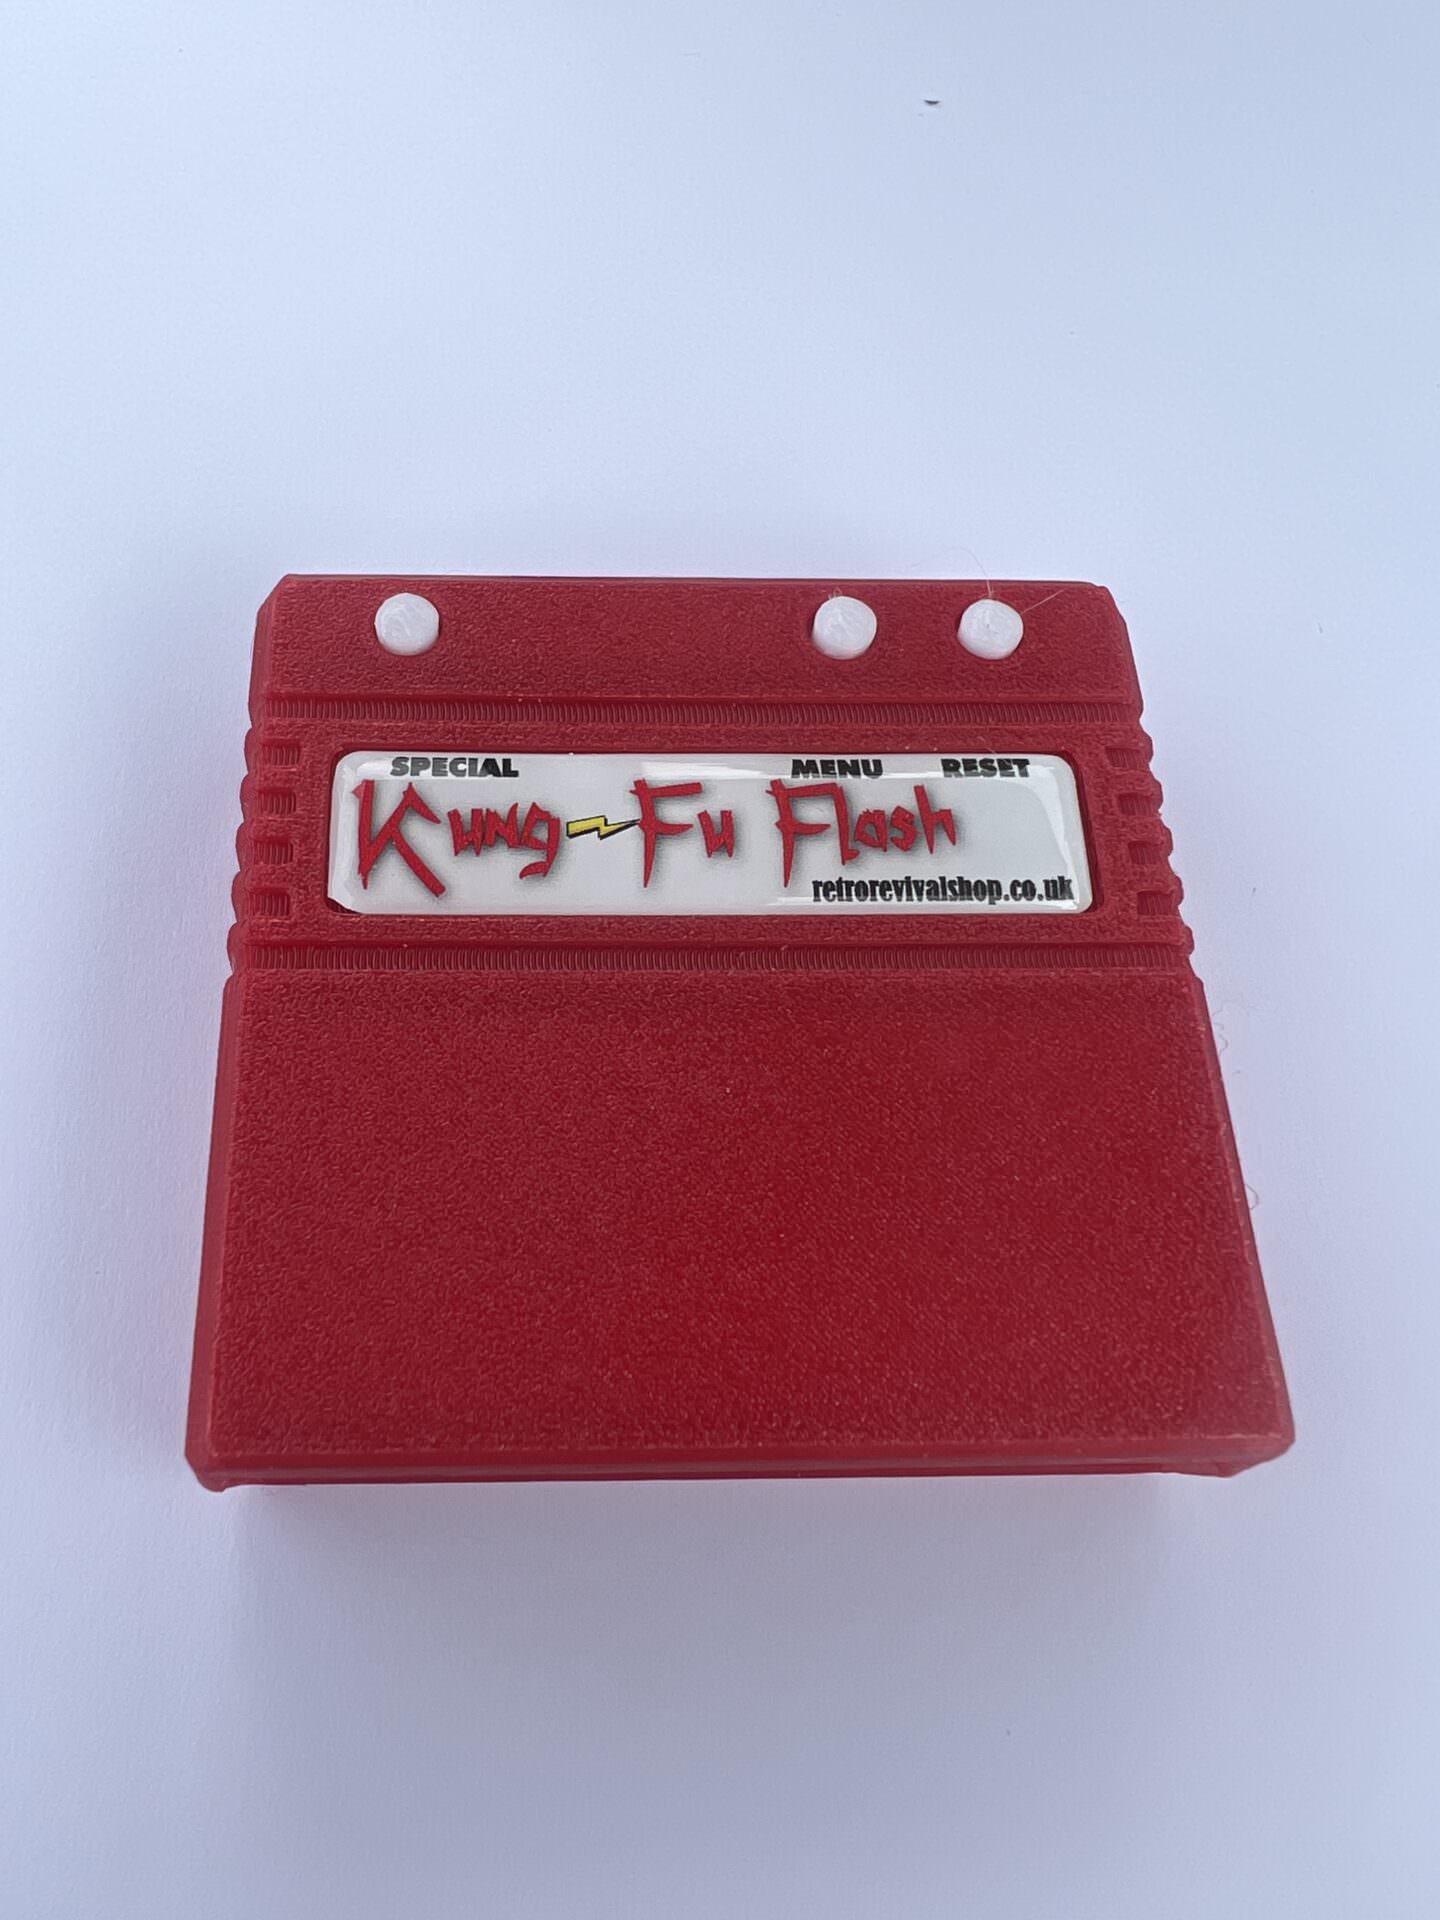 SPECIAL MENU RESET
Kung-Fu Flash
retrorevivalshop.co.uk